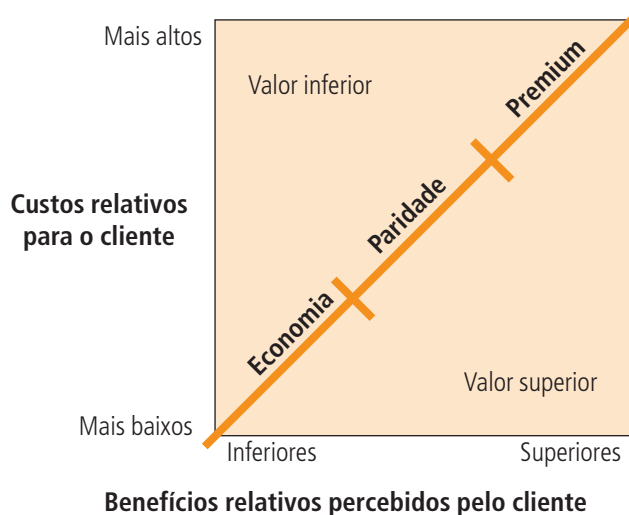 Mais altos
Valor inferior
Premium
Custos relativos
para o cliente
Paridade
Economia
Valor superior
Mais baixos
Inferiores
Superiores
Benefícios relativos percebidos pelo cliente